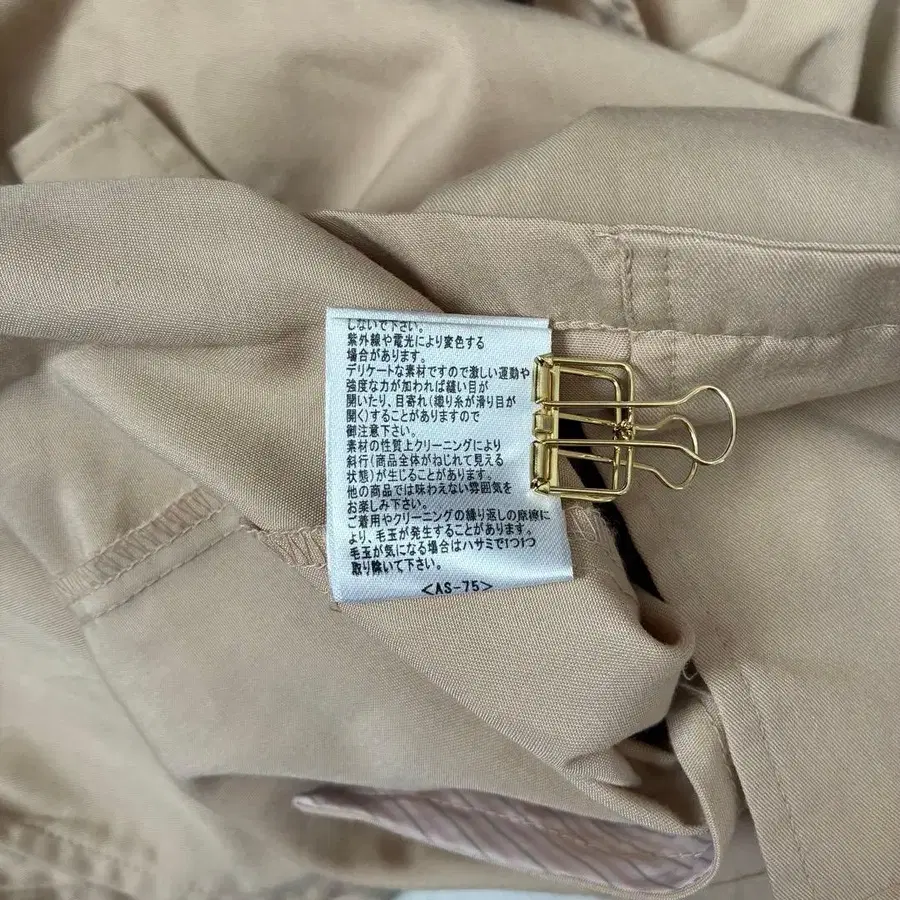 しないで下さい。
紫外線や電光により変色する
場合があります。
デリケートな素材ですので激しい運動や
強度な力が加われば縫い目が
開いたり、目寄れ(織り糸が滑り目が
開く)することがありますので
御注意下さい。
素材の性質上クリーニングにより
斜行(商品全体がねじれて見える
状態)が生じることがあります。
他の商品では味わえない雰囲気を
お楽しみ下さい。
ご着用やクリーニングの繰り返しの摩擦に
より、毛玉が発生することがあります。
毛玉が気になる場合はハサミで1つ1つ
取り除いて下さい。
<AS-75>